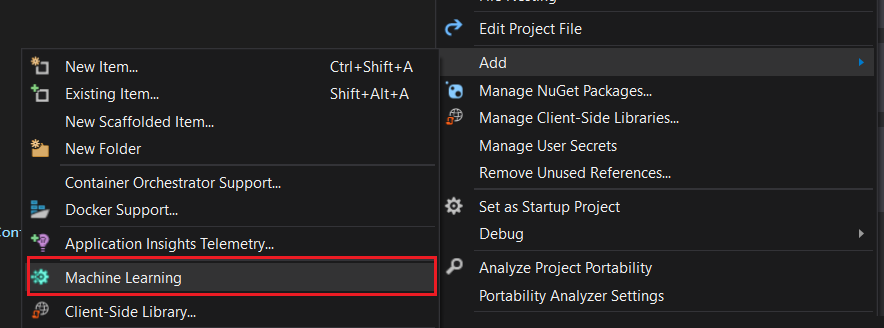 File Nesting
Edit Project File
Add
Manage NuGet Packages...
Manage Client-Side Libraries...
Manage User Secrets
Remove Unused References...
Set as Startup Project
Debug
Analyze Project Portability
Portability Analyzer Settings
New Item... Ctrl+Shift+A
Existing Item... Shift+Alt+A
New Scaffolded Item...
New Folder
Container Orchestrator Support...
Docker Support...
Application Insights Telemetry...
Machine Learning
Client-Side Library...
Cont